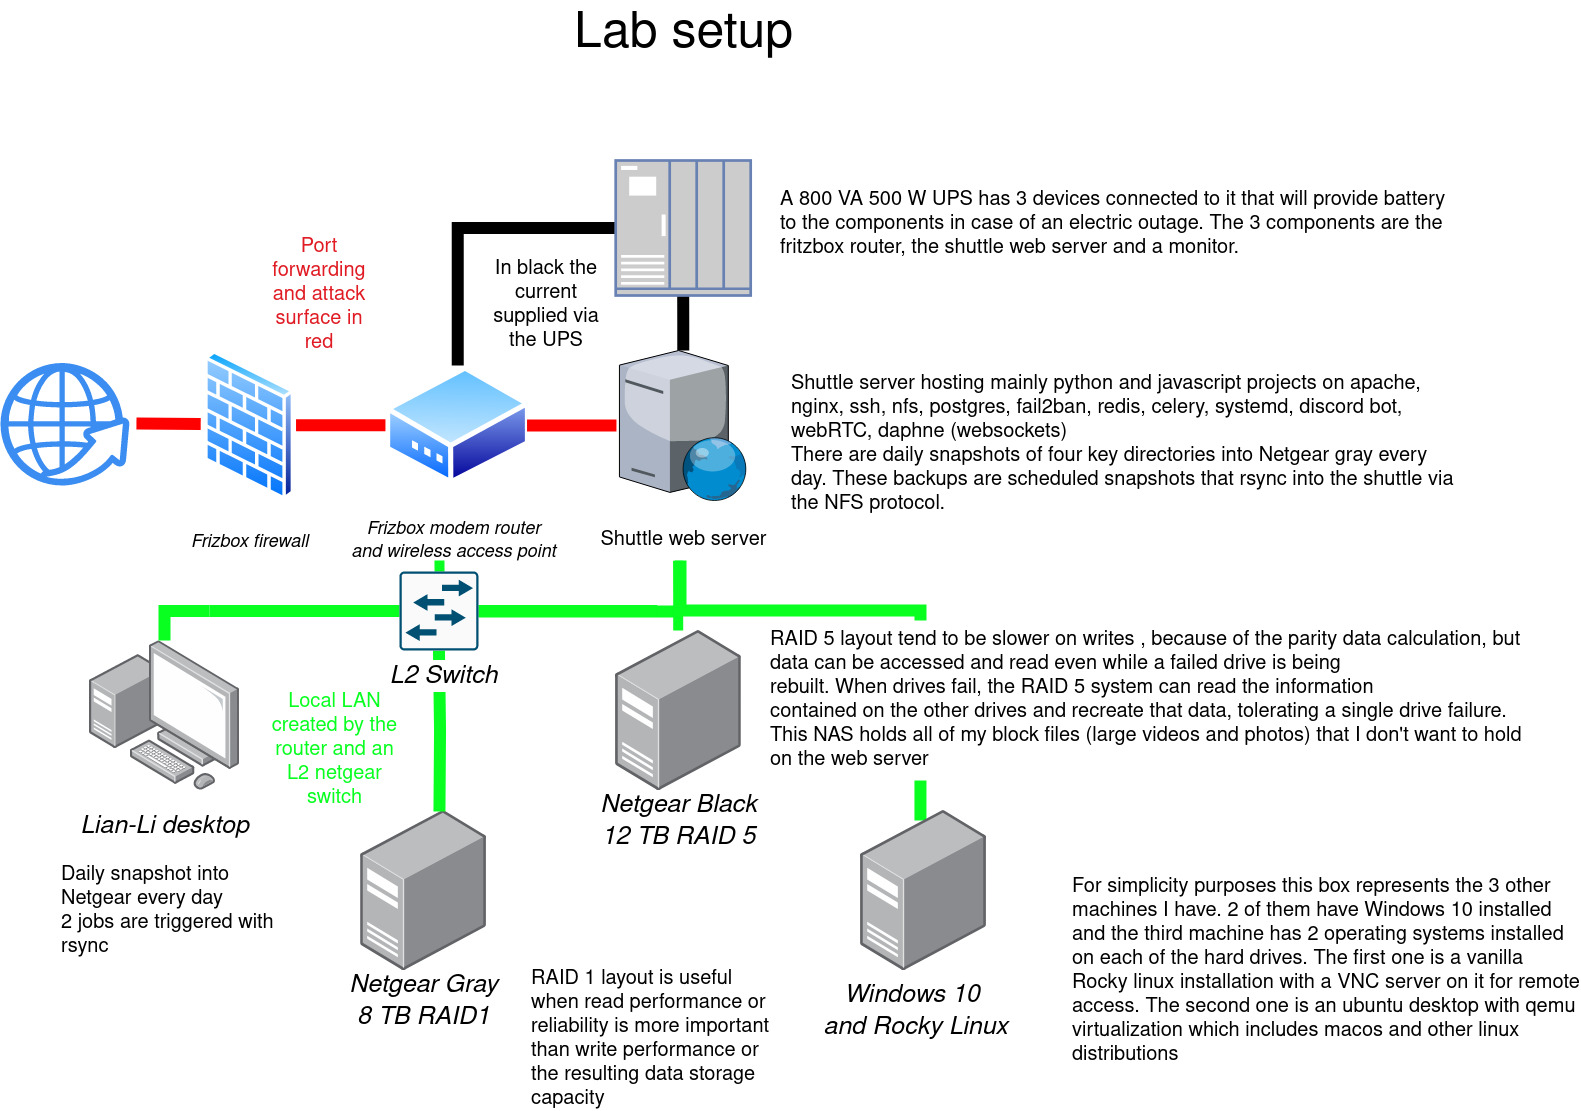 Lab setup
A 800 VA 500 W UPS has 3 devices connected to it that will provide battery
to the components in case of an electric outage. The 3 components are the
fritzbox router, the shuttle web server and a monitor.
Port
forwarding
and attack
surface in
red
In black the
current
supplied via
the UPS
Shuttle server hosting mainly python and javascript projects on apache,
nginx, ssh, nfs, postgres, fail2ban, redis, celery, systemd, discord bot,
webRTC, daphne (websockets)
There are daily snapshots of four key directories into Netgear gray every
day. These backups are scheduled snapshots that rsync into the shuttle via
the NFS protocol.
Frizbox firewall
Frizbox modem router
and wireless access point
Shuttle web server
L2 Switch
RAID 5 layout tend to be slower on writes , because of the parity data calculation, but
data can be accessed and read even while a failed drive is being
rebuilt. When drives fail, the RAID 5 system can read the information
contained on the other drives and recreate that data, tolerating a single drive failure.
This NAS holds all of my block files (large videos and photos) that I don't want to hold
on the web server
Local LAN
created by the
router and an
L2 netgear
switch
Lian-Li desktop
Daily snapshot into
Netgear every day
2 jobs are triggered with
rsync
Netgear Black
12 TB RAID 5
Netgear Gray
8 TB RAID1
RAID 1 layout is useful
when read performance or
reliability is more important
than write performance or
the resulting data storage
capacity
Windows 10
and Rocky Linux
For simplicity purposes this box represents the 3 other
machines I have. 2 of them have Windows 10 installed
and the third machine has 2 operating systems installed
on each of the hard drives. The first one is a vanilla
Rocky linux installation with a VNC server on it for remote
access. The second one is an ubuntu desktop with qemu
virtualization which includes macos and other linux
distributions